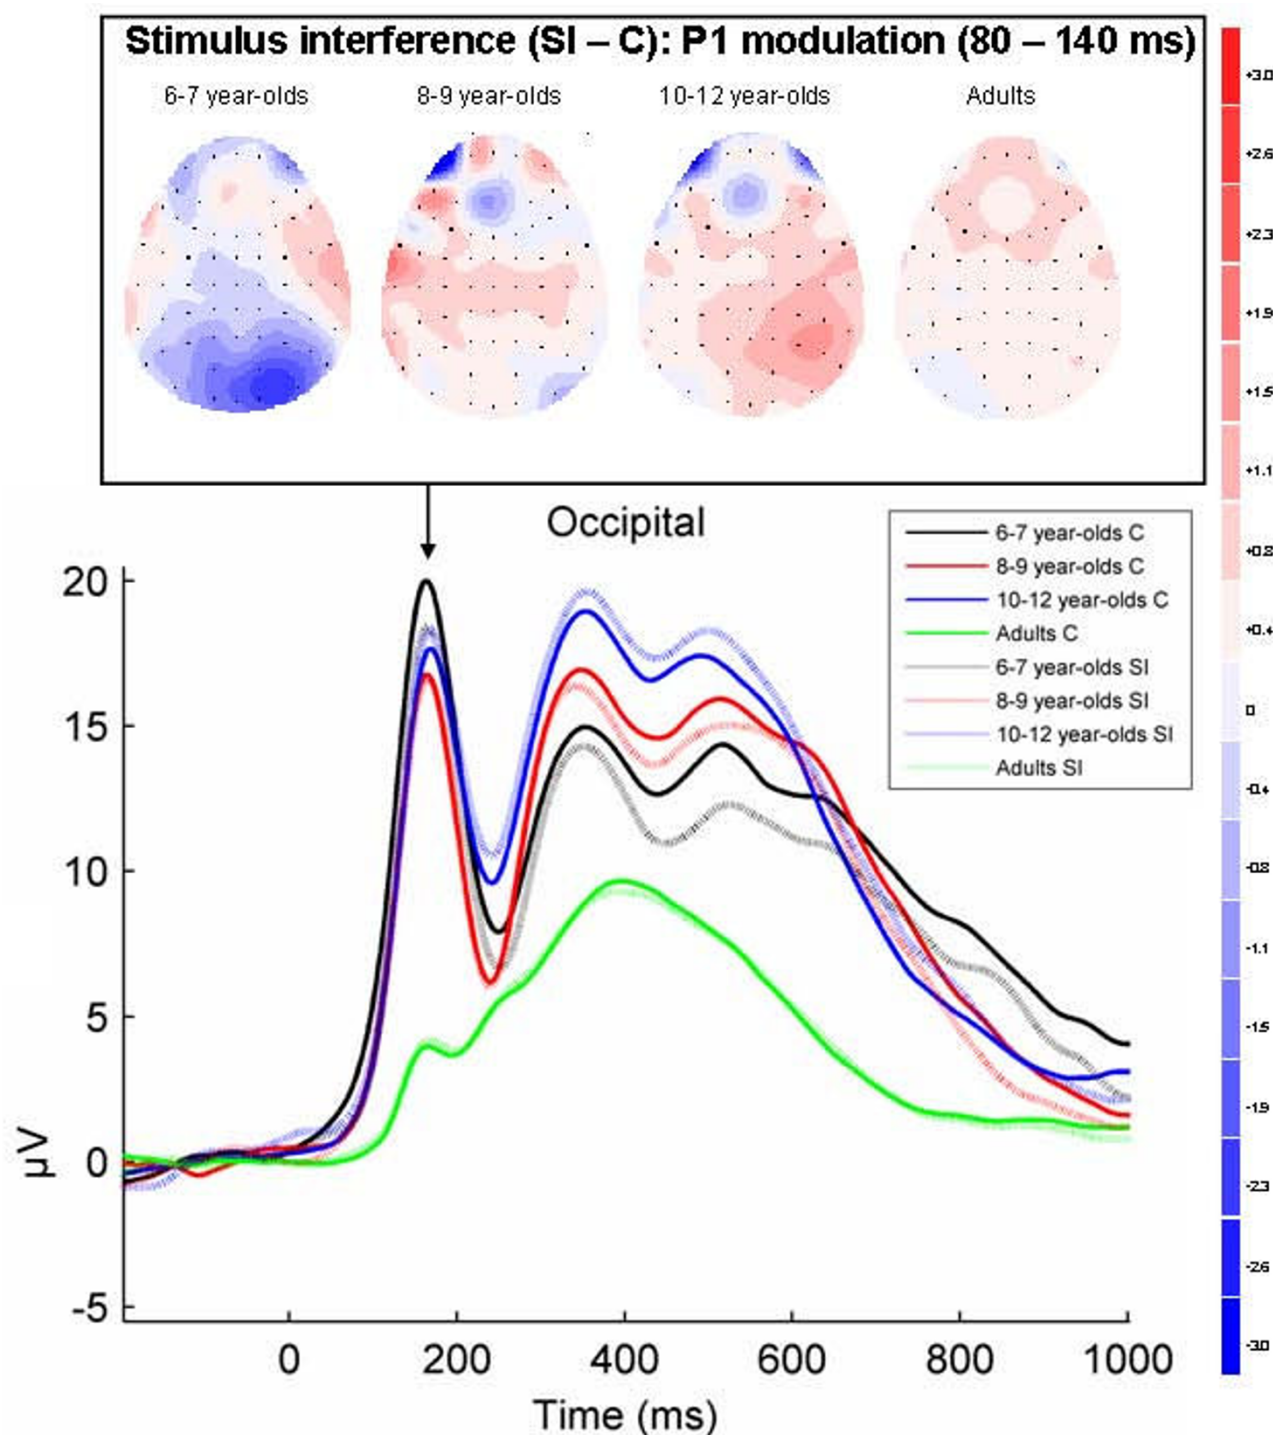 Stimulus interference (SI – C): P1 modulation (80 – 140 ms)
6-7 year-olds
8-9 year-olds
10-12 year-olds
Adults
+3.0
+2.6
+2.3
+1.9
+1.5
+1.1
+0.8
+0.4
0
-0.4
-0.8
-1.1
-1.5
-1.9
-2.3
-2.6
-3.0
Occipital
6-7 year-olds C
8-9 year-olds C
10-12 year-olds C
Adults C
6-7 year-olds SI
8-9 year-olds SI
10-12 year-olds SI
Adults SI
20
15
10
5
0
-5
µV
0
200
400
600
800
1000
Time (ms)